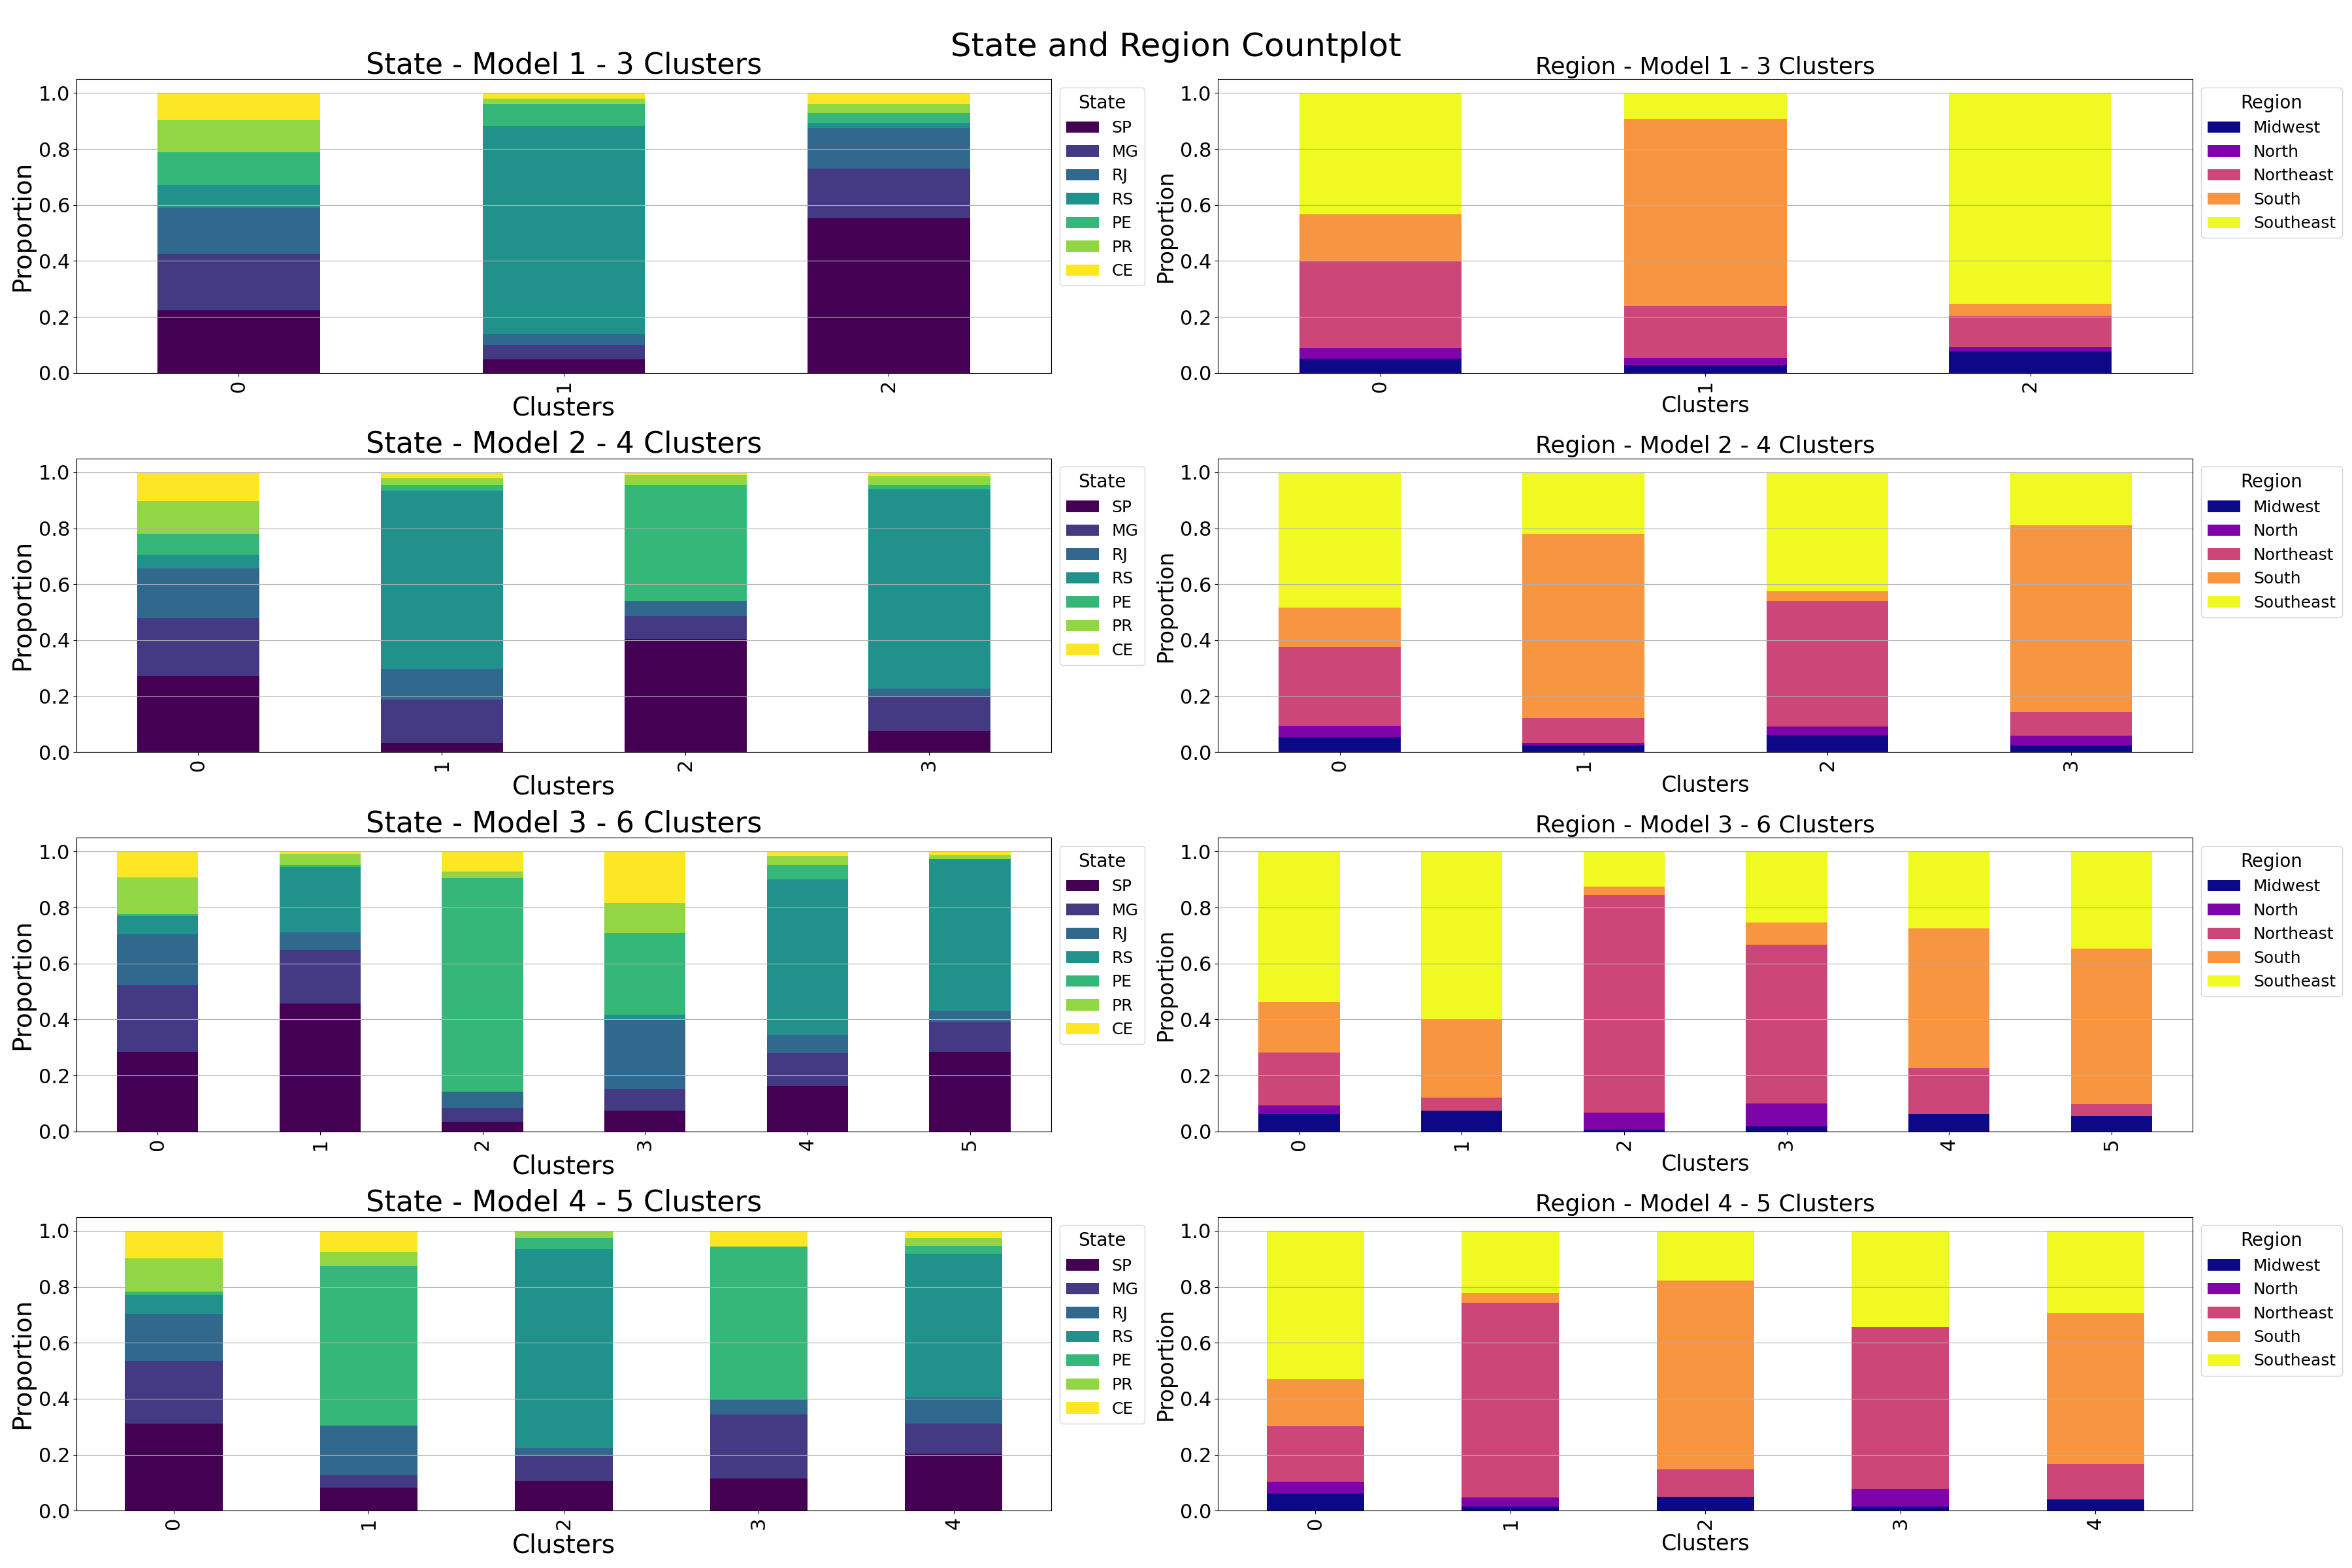 State and Region Countplot
State - Model 1 - 3 Clusters
Proportion
1.0
0.8
0.6
0.4
0.2
0.0
0
1
2
Clusters
State
SP
MG
RJ
RS
PE
PR
CE
Region - Model 1 - 3 Clusters
Proportion
1.0
0.8
0.6
0.4
0.2
0.0
0
1
2
Clusters
Region
Midwest
North
Northeast
South
Southeast
State - Model 2 - 4 Clusters
Proportion
1.0
0.8
0.6
0.4
0.2
0.0
0
1
2
3
Clusters
State
SP
MG
RJ
RS
PE
PR
CE
Region - Model 2 - 4 Clusters
Proportion
1.0
0.8
0.6
0.4
0.2
0.0
0
1
2
3
Clusters
Region
Midwest
North
Northeast
South
Southeast
State - Model 3 - 6 Clusters
Proportion
1.0
0.8
0.6
0.4
0.2
0.0
0
1
2
3
4
5
Clusters
State
SP
MG
RJ
RS
PE
PR
CE
Region - Model 3 - 6 Clusters
Proportion
1.0
0.8
0.6
0.4
0.2
0.0
0
1
2
3
4
5
Clusters
Region
Midwest
North
Northeast
South
Southeast
State - Model 4 - 5 Clusters
Proportion
1.0
0.8
0.6
0.4
0.2
0.0
0
1
2
3
4
Clusters
State
SP
MG
RJ
RS
PE
PR
CE
Region - Model 4 - 5 Clusters
Proportion
1.0
0.8
0.6
0.4
0.2
0.0
0
1
2
3
4
Clusters
Region
Midwest
North
Northeast
South
Southeast